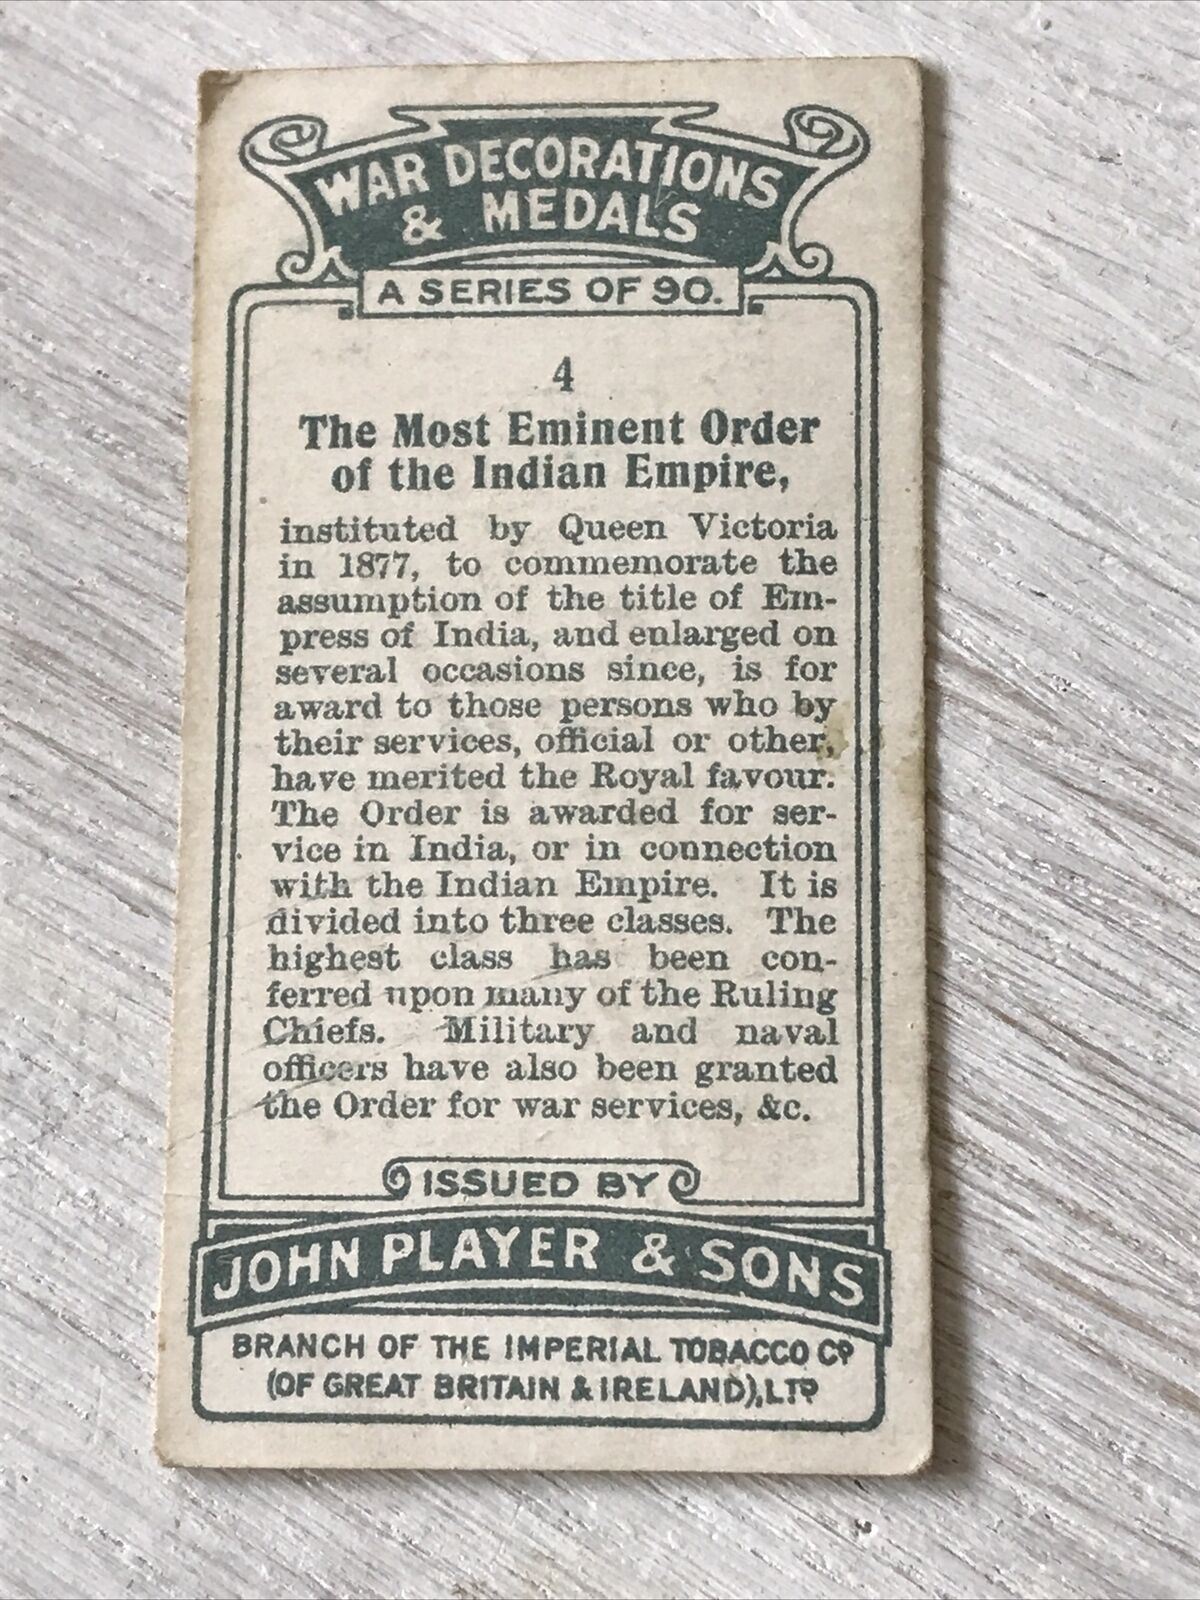 WAR DECORATIONS
& MEDALS
A SERIES OF 90.
4
The Most Eminent Order
of the Indian Empire,
instituted by Queen Victoria
in 1877, to commemorate the
assumption of the title of Em-
press of India, and enlarged on
several occasions since, is for
award to those persons who by
their services, official or other,
have merited the Royal favour.
The Order is awarded for ser-
vice in India, or in connection
with the Indian Empire. It is
divided into three classes. The
highest class has been con-
ferred upon many of the Ruling
Chiefs. Military and naval
officers have also been granted
the Order for war services, &c.
ISSUED BY
JOHN PLAYER & SONS
BRANCH OF THE IMPERIAL TOBACCO CO
(OF GREAT BRITAIN & IRELAND), LTD